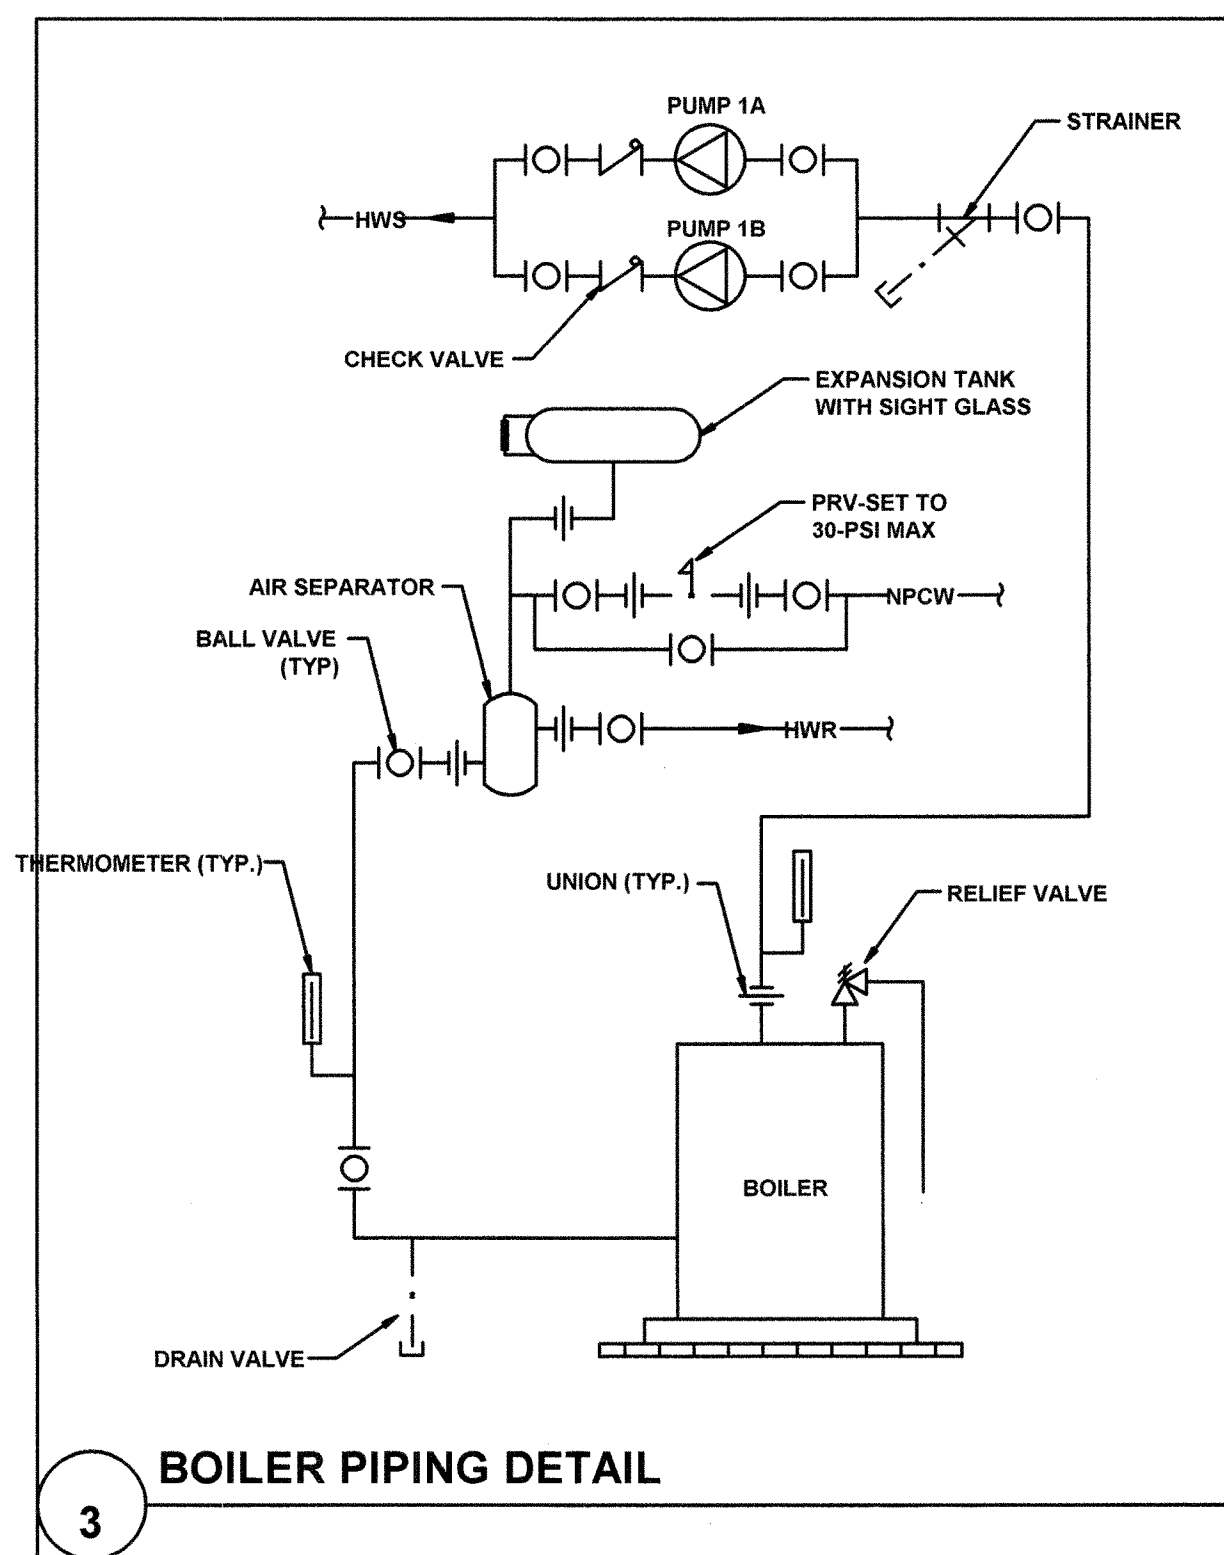 PUMP 1A
STRAINER
HWS
PUMP 1B
CHECK VALVE
EXPANSION TANK
WITH SIGHT GLASS
PRV-SET TO
30-PSI MAX
AIR SEPARATOR
NPCW
BALL VALVE
(TYP)
HWR
THERMOMETER (TYP.)
UNION (TYP.)
RELIEF VALVE
BOILER
DRAIN VALVE
BOILER PIPING DETAIL
3